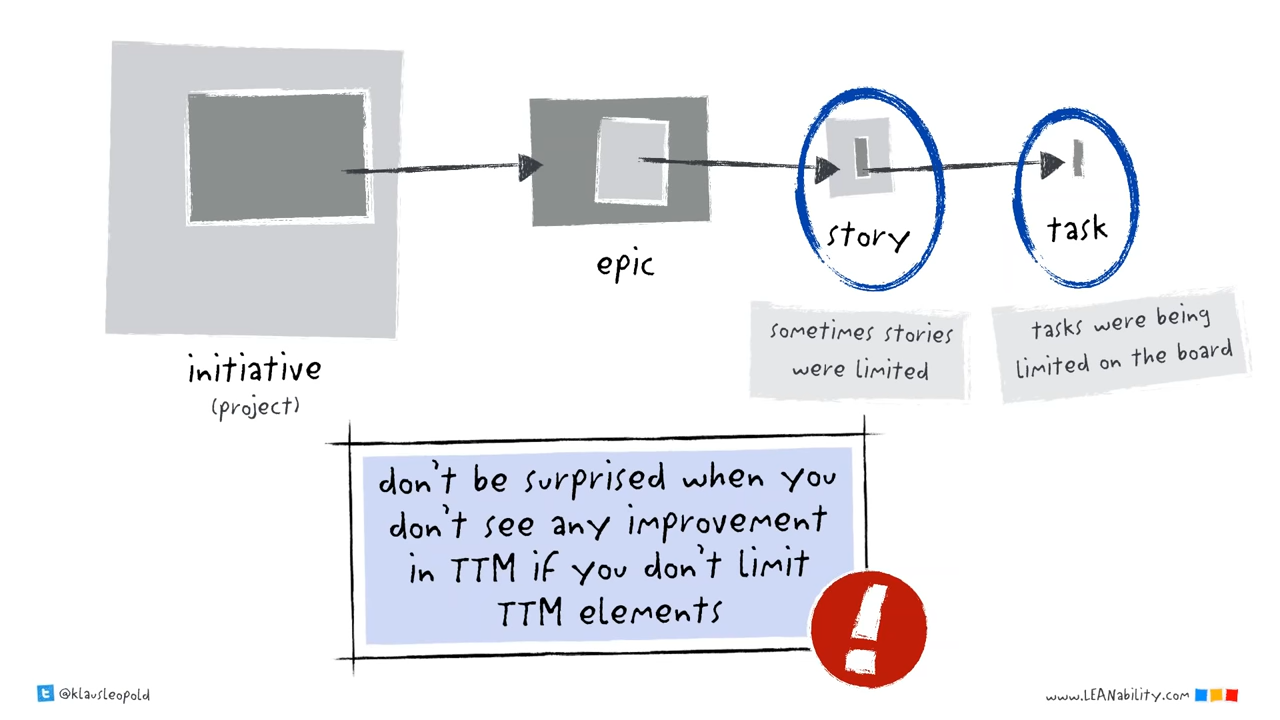 initiative
(project)
epic
story
task
sometimes stories
were limited
tasks were being
limited on the board
don't be surprised when you
don't see any improvement
in TTM if you don't limit
TTM elements
!
@klausleopold
www.LEANability.com